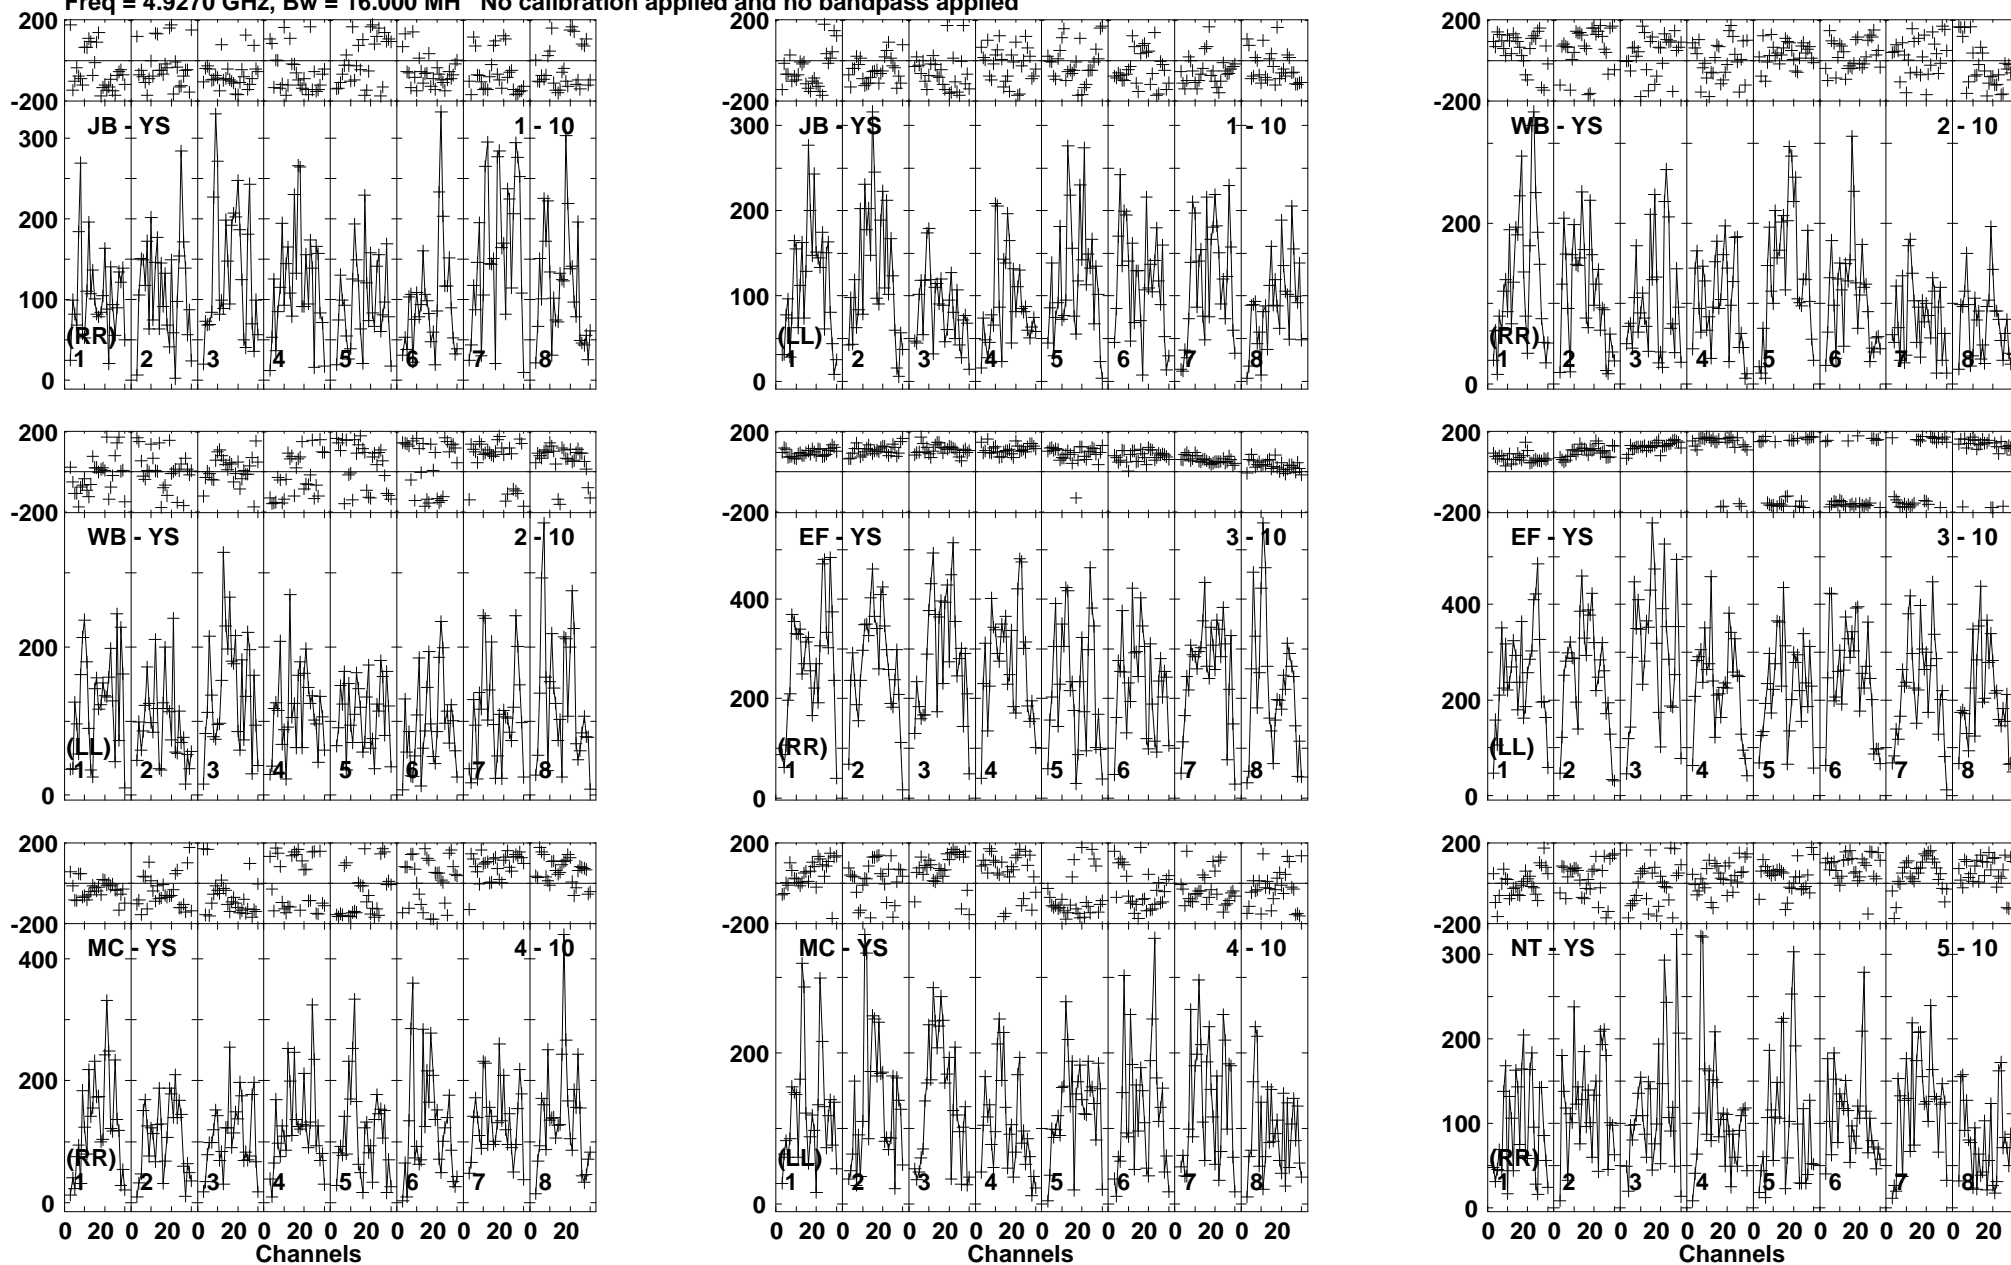 Freq = 4.9270 GHz, Bw = 16.000 MH   No calibration applied and no bandpass applied
200 200 200
-200 -200 -200
JB - YS 1 - 10 JB - YS 1 - 10 WB - YS 2 - 10
300 300
200 200 200
100 100
(RR) (LL) (RR)
1 2 3 4 5 6 7 8 1 2 3 4 5 6 7 8 1 2 3 4 5 6 7 8
0 0 0
200 200 200
-200 -200 -200
WB - YS 2 - 10 EF - YS 3 - 10 EF - YS 3 - 10
400 400
200 200 200
(LL) (RR) (LL)
1 2 3 4 5 6 7 8 1 2 3 4 5 6 7 8 1 2 3 4 5 6 7 8
0 0 0
200 200 200
-200 -200 -200
MC - YS 4 - 10 MC - YS 4 - 10 NT - YS 5 - 10
400 300
200 200 200
100
(RR) (LL) (RR)
1 2 3 4 5 6 7 8 1 2 3 4 5 6 7 8 1 2 3 4 5 6 7 8
0 0 0
0 20 0 20 0 20 0 20 0 20 0 20 0 20 0 20 0 20 0 20 0 20 0 20 0 20 0 20 0 20 0 20 0 20 0 20 0 20 0 20 0 20 0 20 0 20 0 20
Channels Channels Channels